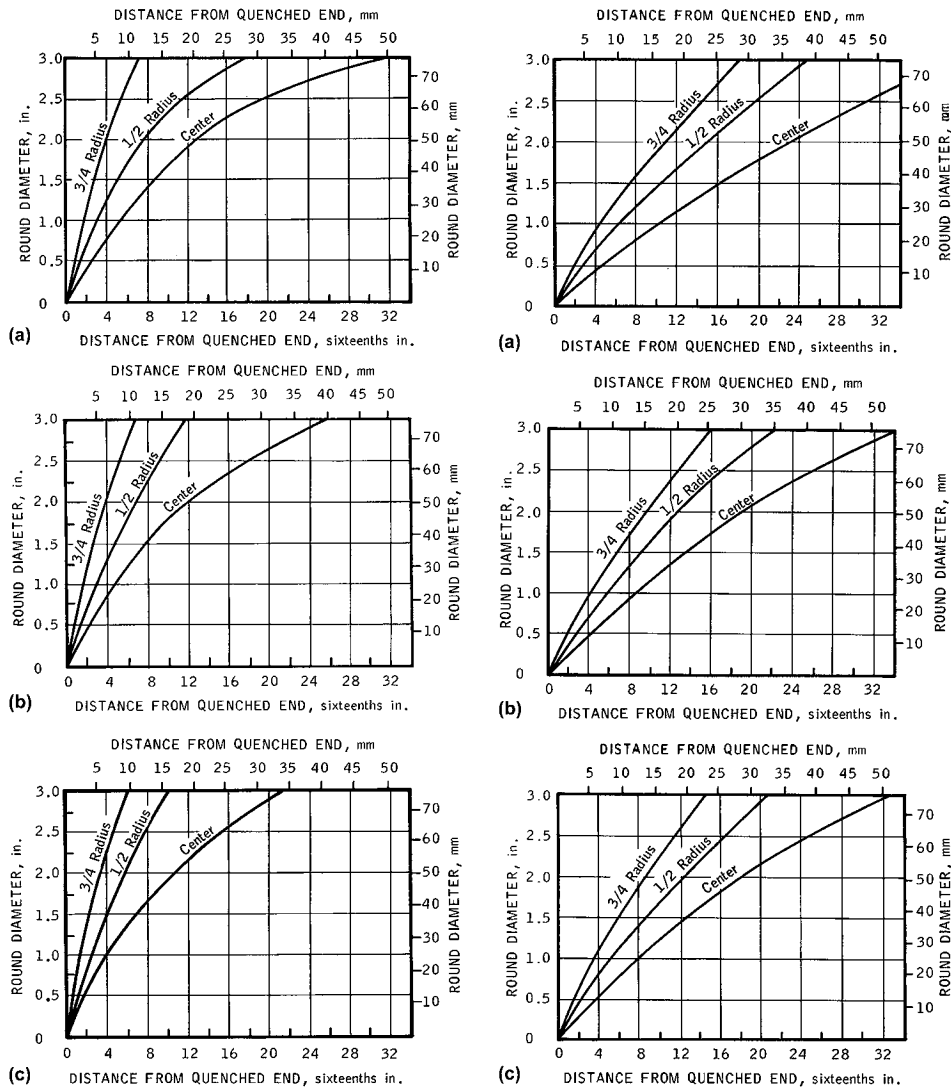 DISTANCE FROM QUENCHED END, mm
5 10 15 20 25 30 35 40 45 50
3.0
2.5
2.0
1.5
1.0
0.5
0
ROUND DIAMETER, in.
3/4 Radius
1/2 Radius
Center
70
60
50
40
30
20
10
ROUND DIAMETER, mm
0 4 8 12 16 20 24 28 32
(a)
DISTANCE FROM QUENCHED END, sixteenths in.
DISTANCE FROM QUENCHED END, mm
5 10 15 20 25 30 35 40 45 50
3.0
2.5
2.0
1.5
1.0
0.5
0
ROUND DIAMETER, in.
3/4 Radius
1/2 Radius
Center
70
60
50
40
30
20
10
ROUND DIAMETER, mm
0 4 8 12 16 20 24 28 32
(b)
DISTANCE FROM QUENCHED END, sixteenths in.
DISTANCE FROM QUENCHED END, mm
5 10 15 20 25 30 35 40 45 50
3.0
2.5
2.0
1.5
1.0
0.5
0
ROUND DIAMETER, in.
3/4 Radius
1/2 Radius
Center
70
60
50
40
30
20
10
ROUND DIAMETER, mm
0 4 8 12 16 20 24 28 32
(c)
DISTANCE FROM QUENCHED END, sixteenths in.
DISTANCE FROM QUENCHED END, mm
5 10 15 20 25 30 35 40 45 50
3.0
2.5
2.0
1.5
1.0
0.5
0
ROUND DIAMETER, in.
3/4 Radius
1/2 Radius
Center
70
60
50
40
30
20
10
ROUND DIAMETER, mm
0 4 8 12 16 20 24 28 32
(a)
DISTANCE FROM QUENCHED END, sixteenths in.
DISTANCE FROM QUENCHED END, mm
5 10 15 20 25 30 35 40 45 50
3.0
2.5
2.0
1.5
1.0
0.5
0
ROUND DIAMETER, in.
3/4 Radius
1/2 Radius
Center
70
60
50
40
30
20
10
ROUND DIAMETER, mm
0 4 8 12 16 20 24 28 32
(b)
DISTANCE FROM QUENCHED END, sixteenths in.
DISTANCE FROM QUENCHED END, mm
5 10 15 20 25 30 35 40 45 50
3.0
2.5
2.0
1.5
1.0
0.5
0
ROUND DIAMETER, in.
3/4 Radius
1/2 Radius
Center
70
60
50
40
30
20
10
ROUND DIAMETER, mm
0 4 8 12 16 20 24 28 32
(c)
DISTANCE FROM QUENCHED END, sixteenths in.